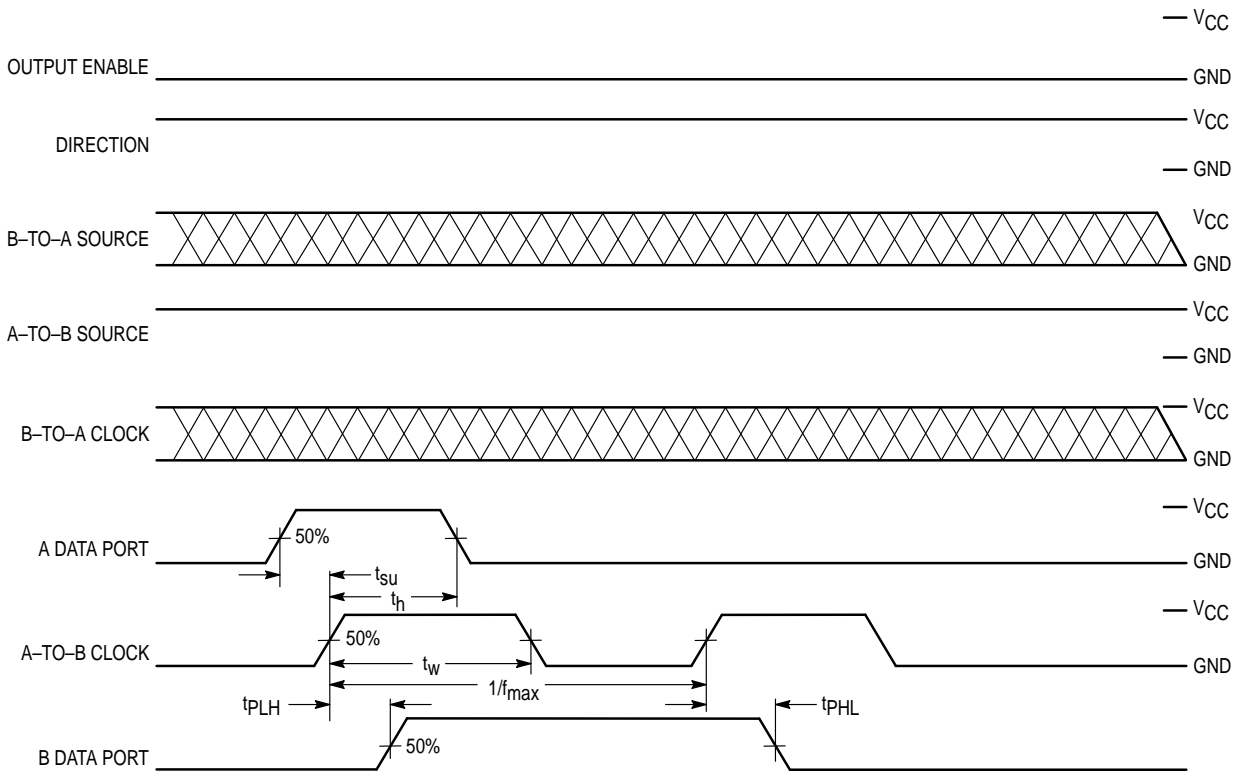 VCC
OUTPUT ENABLE
GND
VCC
DIRECTION
GND
VCC
B–TO–A SOURCE
GND
VCC
A–TO–B SOURCE
GND
VCC
B–TO–A CLOCK
GND
VCC
50%
A DATA PORT
GND
tsu
th
VCC
50%
A–TO–B CLOCK
tw
GND
1/fmax
tPLH
tPHL
50%
B DATA PORT